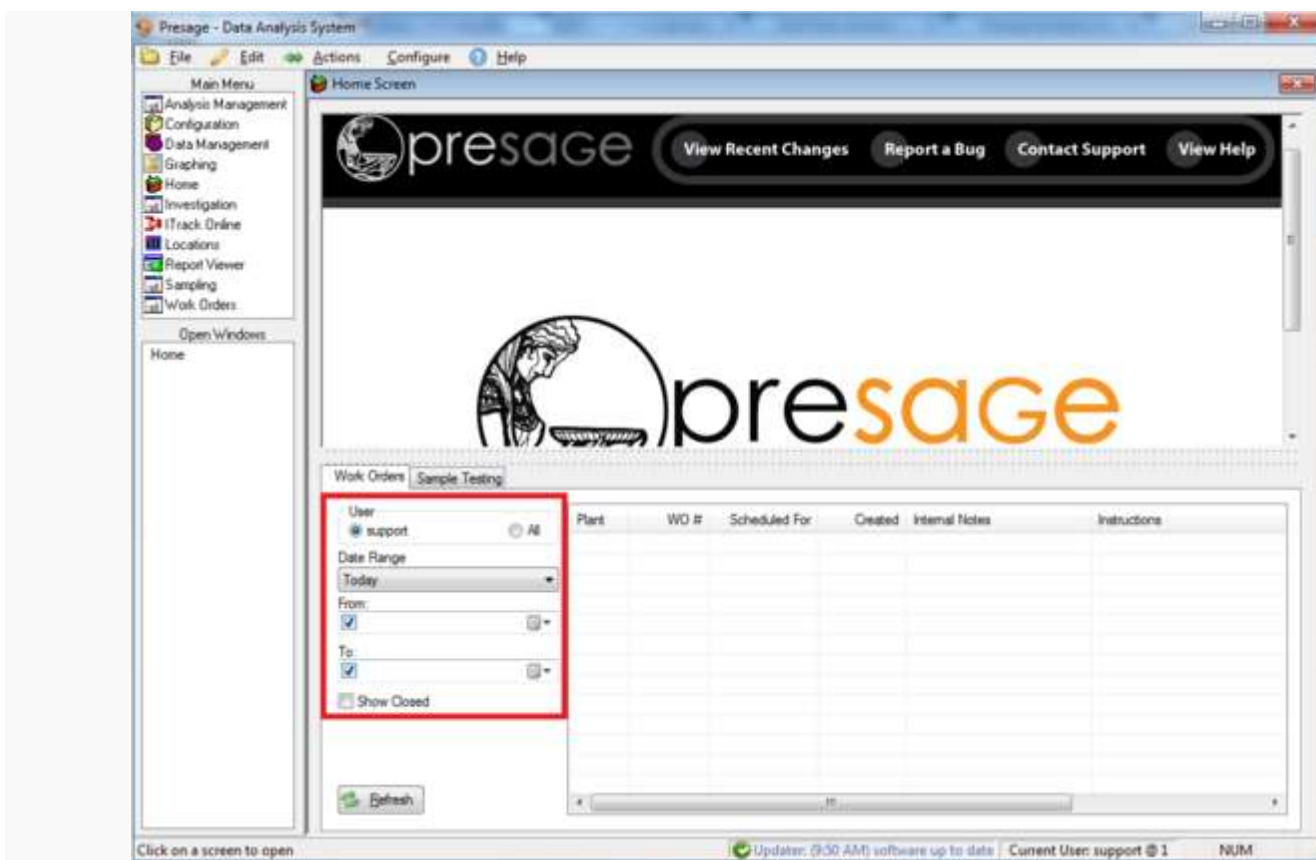 Presage - Data Analysis System
File Edit Actions Configure Help
Main Menu
Analysis Management
Configuration
Data Management
Graphing
Home
Investigation
ITrack Online
Locations
Report Viewer
Sampling
Work Orders
Open Windows
Home
Home Screen
presage View Recent Changes Report a Bug Contact Support View Help
presage
Work Orders Sample Testing
User
support All
Date Range
Today
From:
To:
Show Closed
Refresh
Plant WO # Scheduled For Created Internal Notes Instructions
Click on a screen to open Updater: (9:30 AM) software up to date Current User: support @ 1 NUM